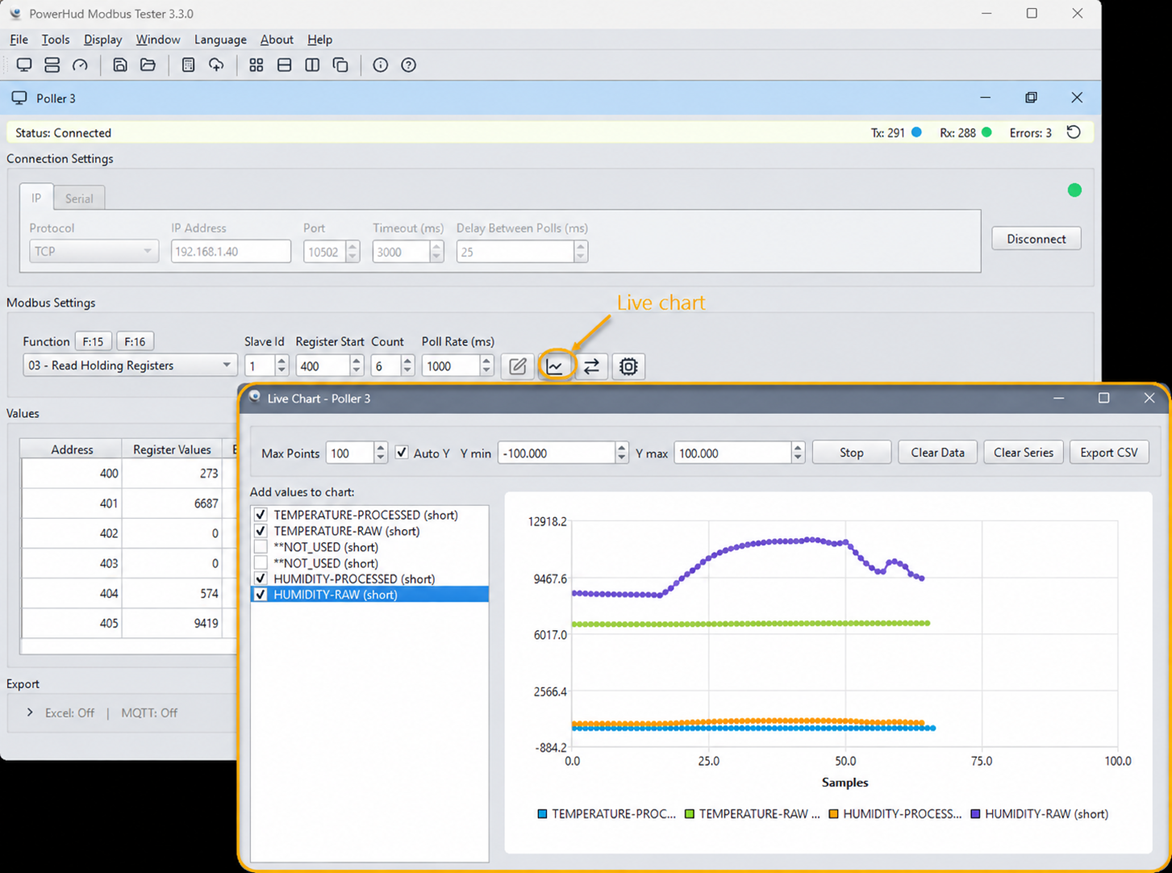 PowerHud Modbus Tester 3.3.0
File Tools Display Window Language About Help
Poller 3
Status: Connected Tx: 291 Rx: 288 Errors: 3
Connection Settings
IP Serial
Protocol IP Address Port Timeout (ms) Delay Between Polls (ms)
TCP 192.168.1.40 10502 3000 25
Disconnect
Modbus Settings
Live chart
Function F:15 F:16 Slave Id Register Start Count Poll Rate (ms)
03 - Read Holding Registers 1 400 6 1000
Values
Address Register Values
400 273
401 6687
402 0
403 0
404 574
405 9419
Export
Excel: Off | MQTT: Off
Live Chart - Poller 3
Max Points 100 Auto Y Y min -100.000 Y max 100.000 Stop Clear Data Clear Series Export CSV
Add values to chart:
TEMPERATURE-PROCESSED (short)
TEMPERATURE-RAW (short)
**NOT_USED (short)
**NOT_USED (short)
HUMIDITY-PROCESSED (short)
HUMIDITY-RAW (short)
12918.2
9467.6
6017.0
2566.4
-884.2
0.0 25.0 50.0 75.0 100.0
Samples
TEMPERATURE-PROC... TEMPERATURE-RAW ... HUMIDITY-PROCESS... HUMIDITY-RAW (short)